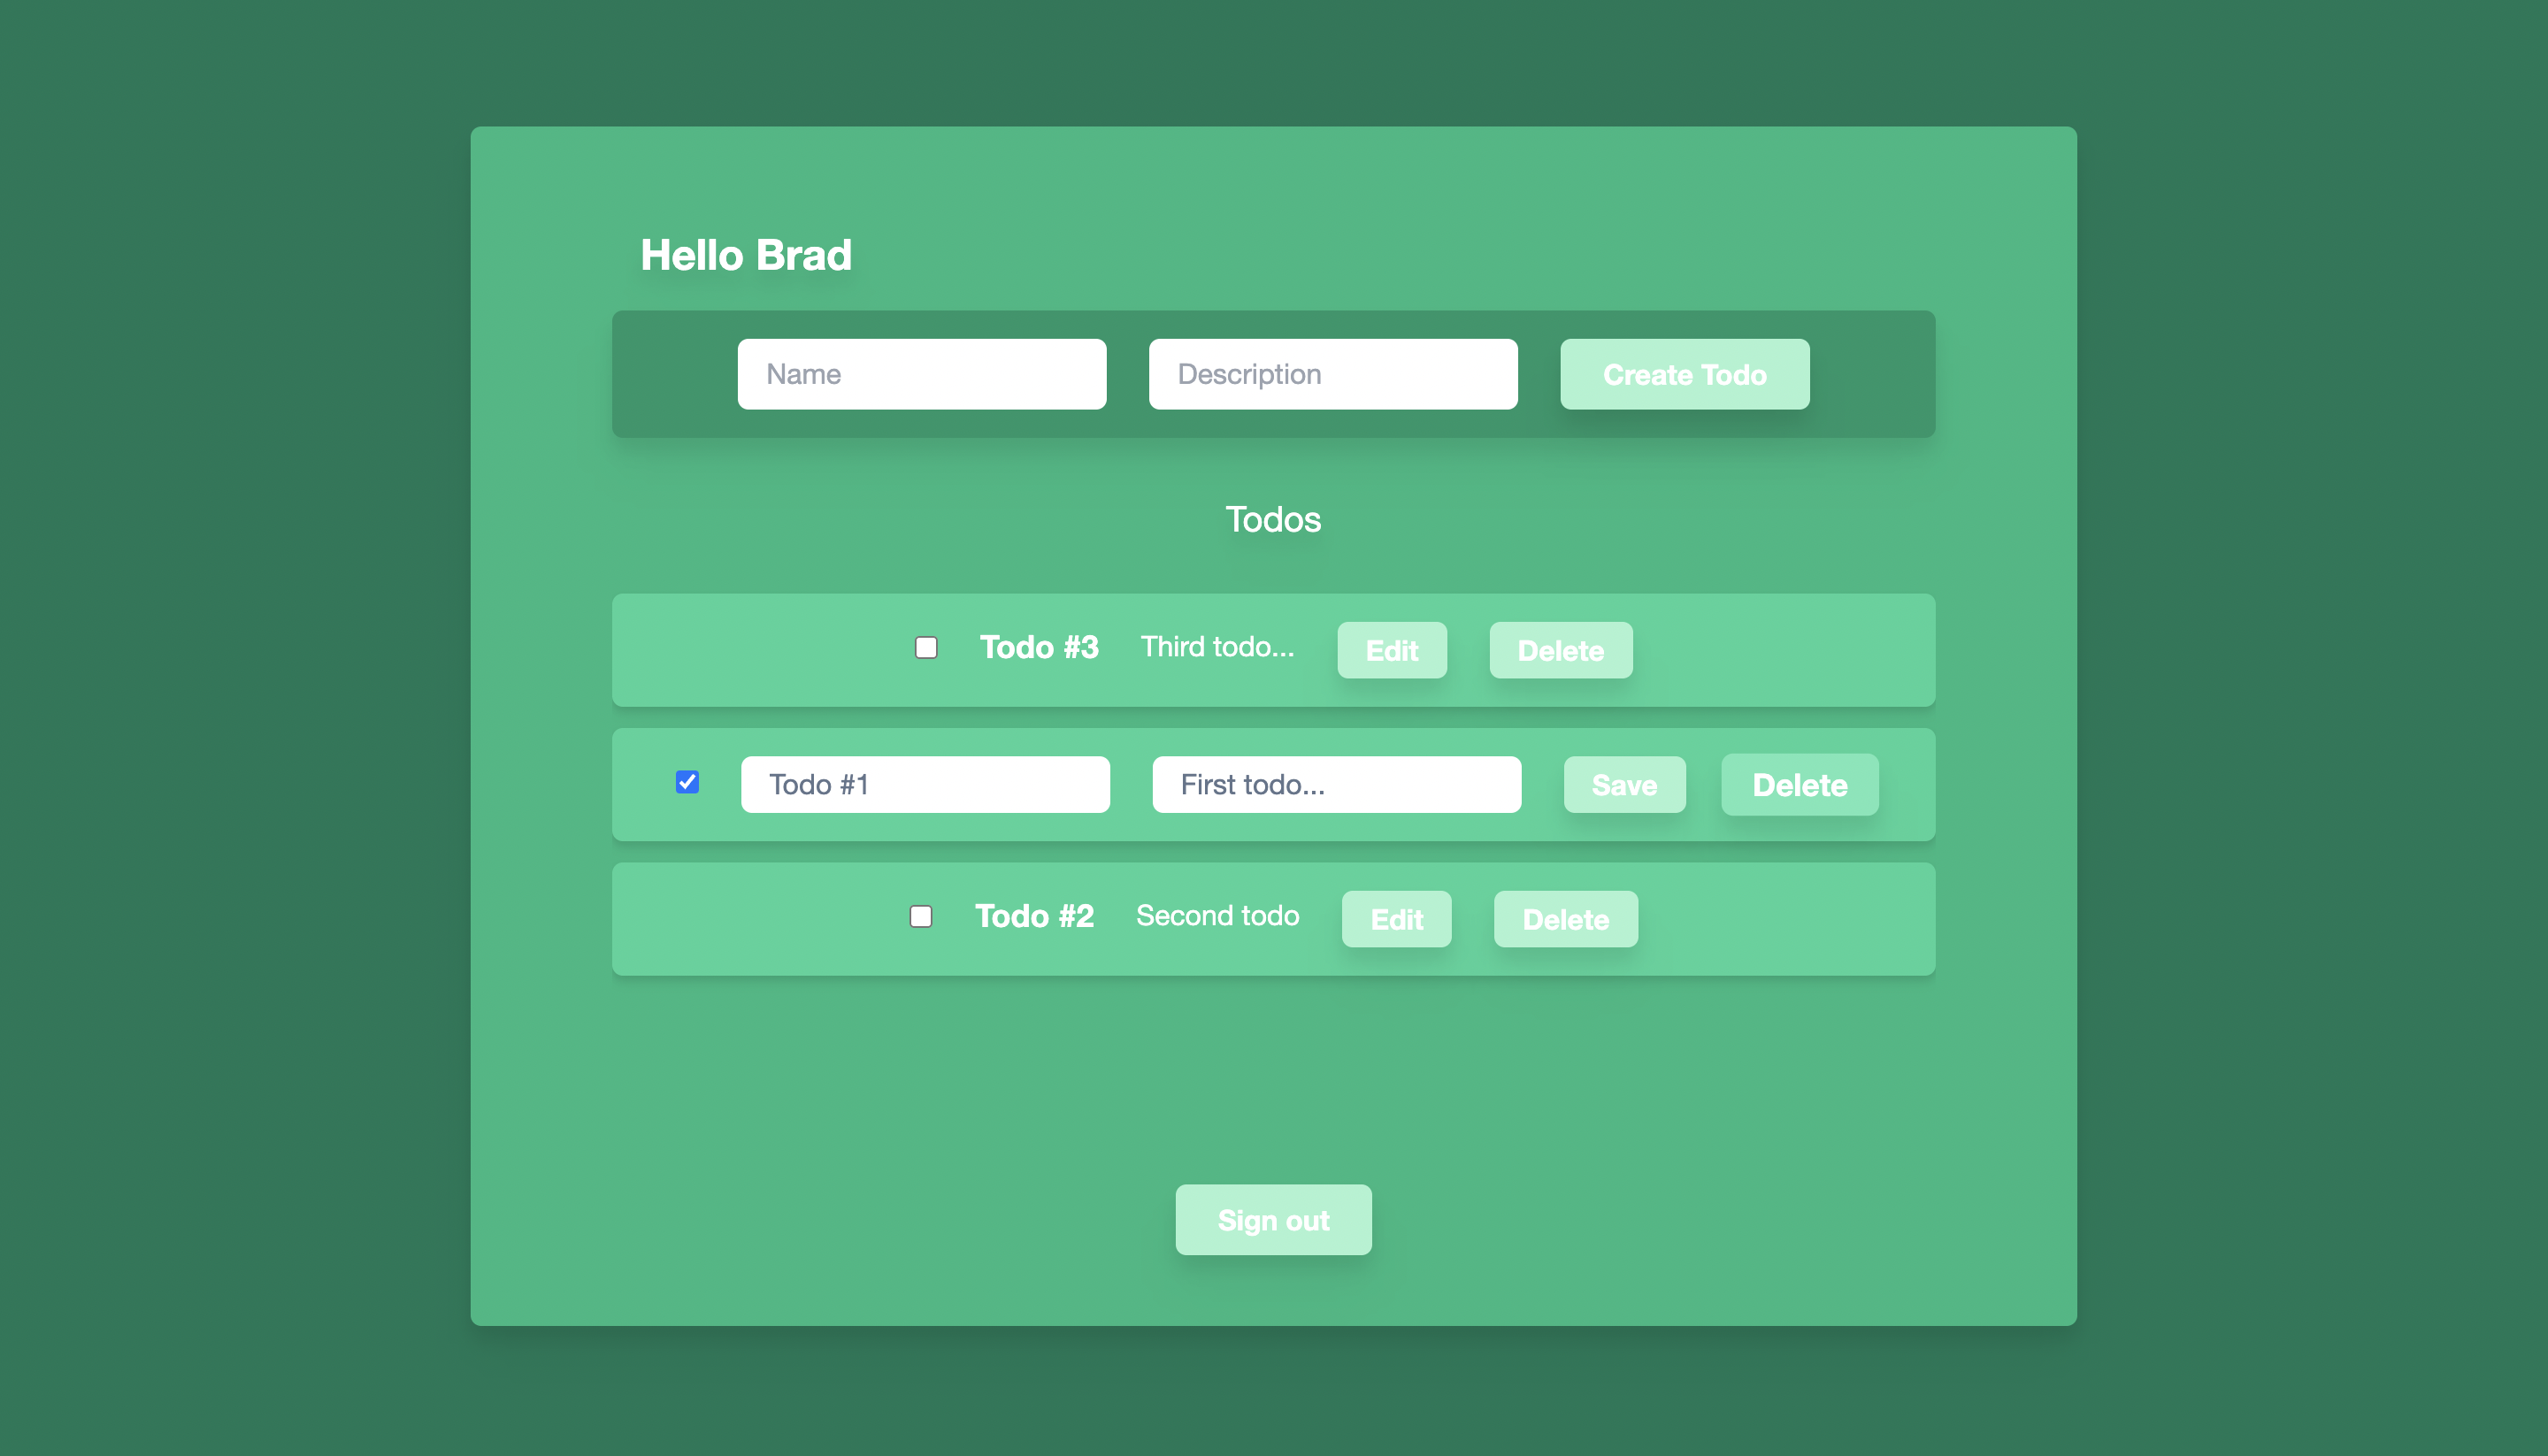 Hello Brad
Name Description Create Todo
Todos
Todo #3 Third todo... Edit Delete
Todo #1 First todo... Save Delete
Todo #2 Second todo Edit Delete
Sign out